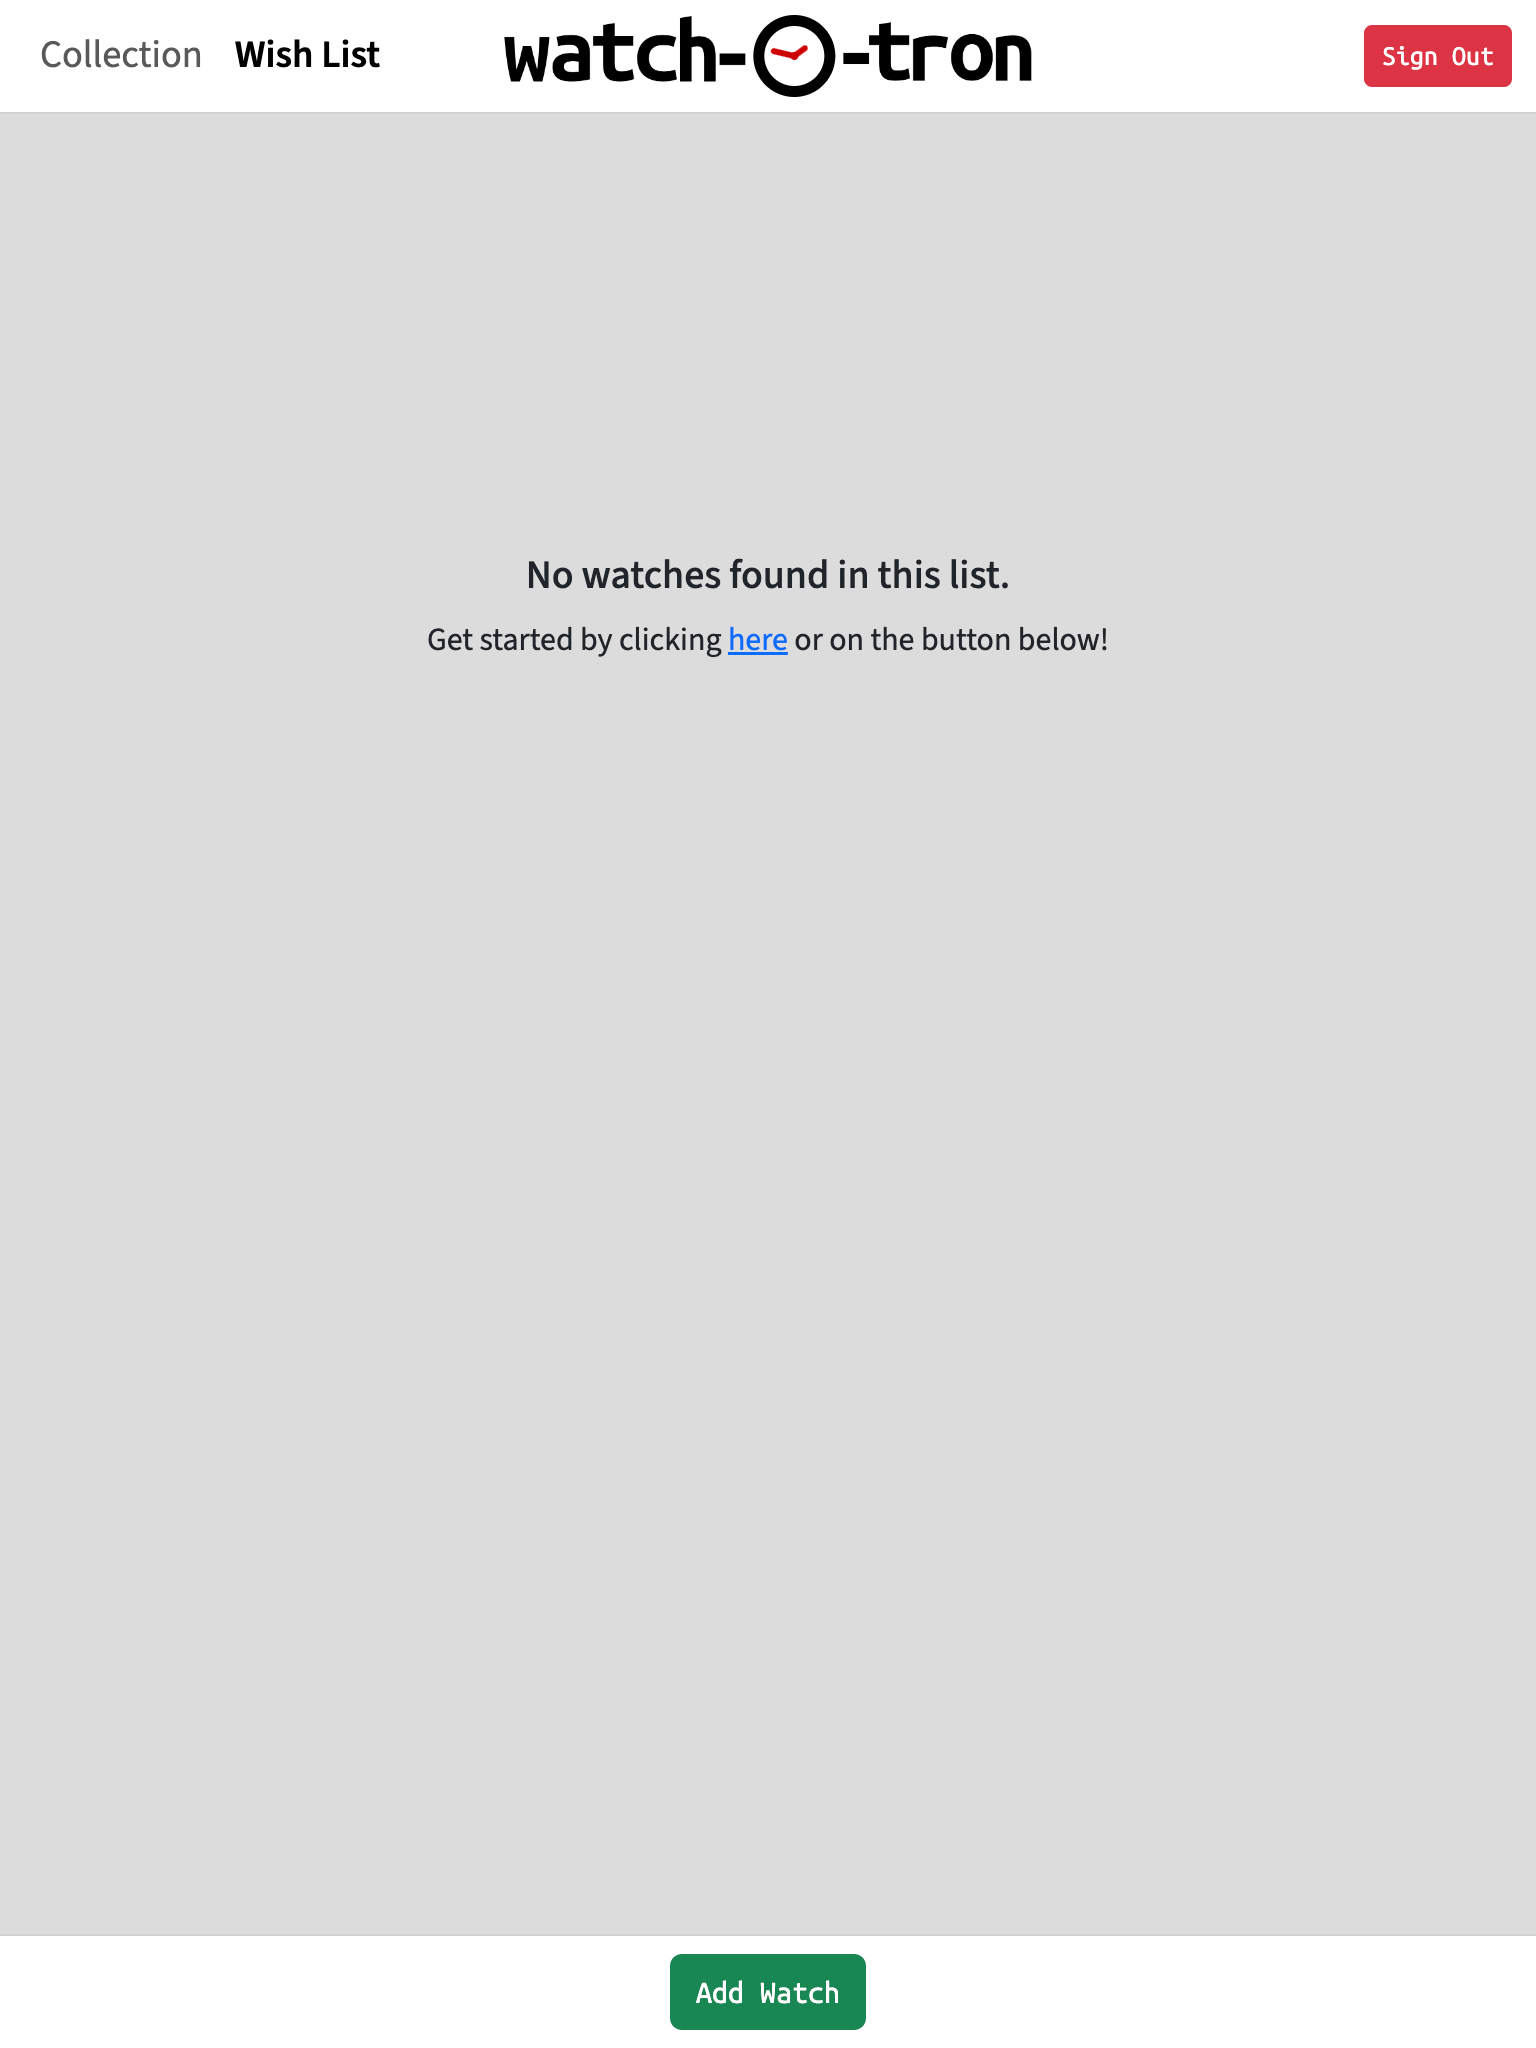 Collection Wish List watch-O-tron Sign Out
No watches found in this list.
Get started by clicking here or on the button below!
Add Watch